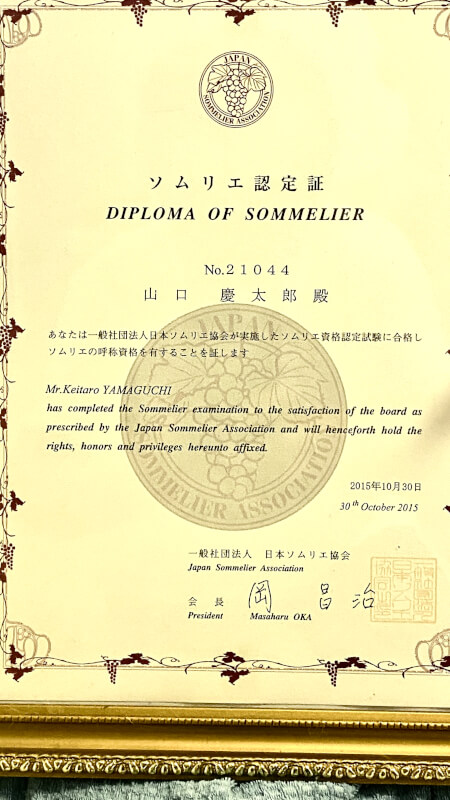 JAPAN
SOMMELIER ASSOCIATION
ソムリエ認定証
DIPLOMA OF SOMMELIER
No.21044
山口 慶太郎殿
あなたは一般社団法人日本ソムリエ協会が実施したソムリエ資格認定試験に合格し
ソムリエの呼称資格を有することを証します
JAPAN
Mr.Keitaro YAMAGUCHI
has completed the Sommelier examination to the satisfaction of the board as
prescribed by the Japan Sommelier Association and will henceforth hold the
rights, honors and privileges hereunto affixed.
SOMMELIER ASSOCIATION
2015年10月30日
30th October 2015
一般社団法人 日本ソムリエ協会
Japan Sommelier Association
会長 岡 昌治
President Masaharu OKA